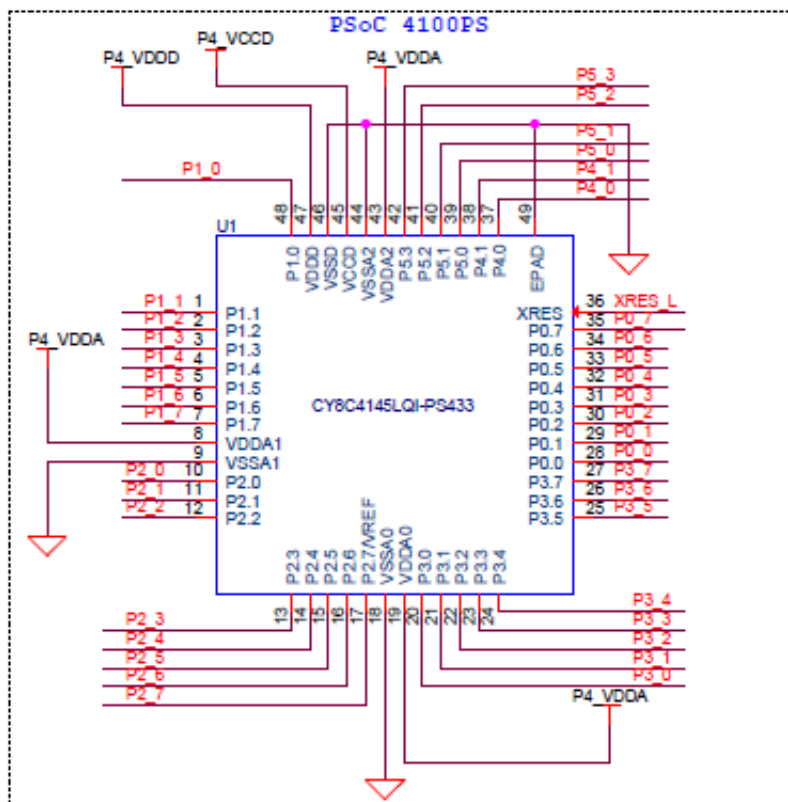 PSoC 4100PS
P4_VCCD
P4_VDDD
P4_VDDA
P5_3
P5_2
P5_1
P5_0
P4_1
P4_0
P1_0
48 47 46 45 44 43 42 41 40 39 38 37 49
U1
P1.0 VDDD VSSD VCCD VSSA2 VDDA2 P5.3 P5.2 P5.1 P5.0 P4.1 P4.0 EPAD
P1_1 1 P1.1
P1_2 2 P1.2
P1_3 3 P1.3
P4_VDDA
P1_4 4 P1.4
P1_5 5 P1.5
P1_6 6 P1.6
P1_7 7 P1.7
8 VDDA1
9 VSSA1
P2_0 10 P2.0
P2_1 11 P2.1
P2_2 12 P2.2
CY8C4145LQI-PS433
XRES 36 XRES_L
P0.7 35 P0_7
P0.6 34 P0_6
P0.5 33 P0_5
P0.4 32 P0_4
P0.3 31 P0_3
P0.2 30 P0_2
P0.1 29 P0_1
P0.0 28 P0_0
P3.7 27 P3_7
P3.6 26 P3_6
P3.5 25 P3_5
P2.3 P2.4 P2.5 P2.6 P2.7/VREF VSSA0 VDDA0 P3.0 P3.1 P3.2 P3.3 P3.4
13 14 15 16 17 18 19 20 21 22 23 24
P2_3
P2_4
P2_5
P2_6
P2_7
P3_4
P3_3
P3_2
P3_1
P3_0
P4_VDDA